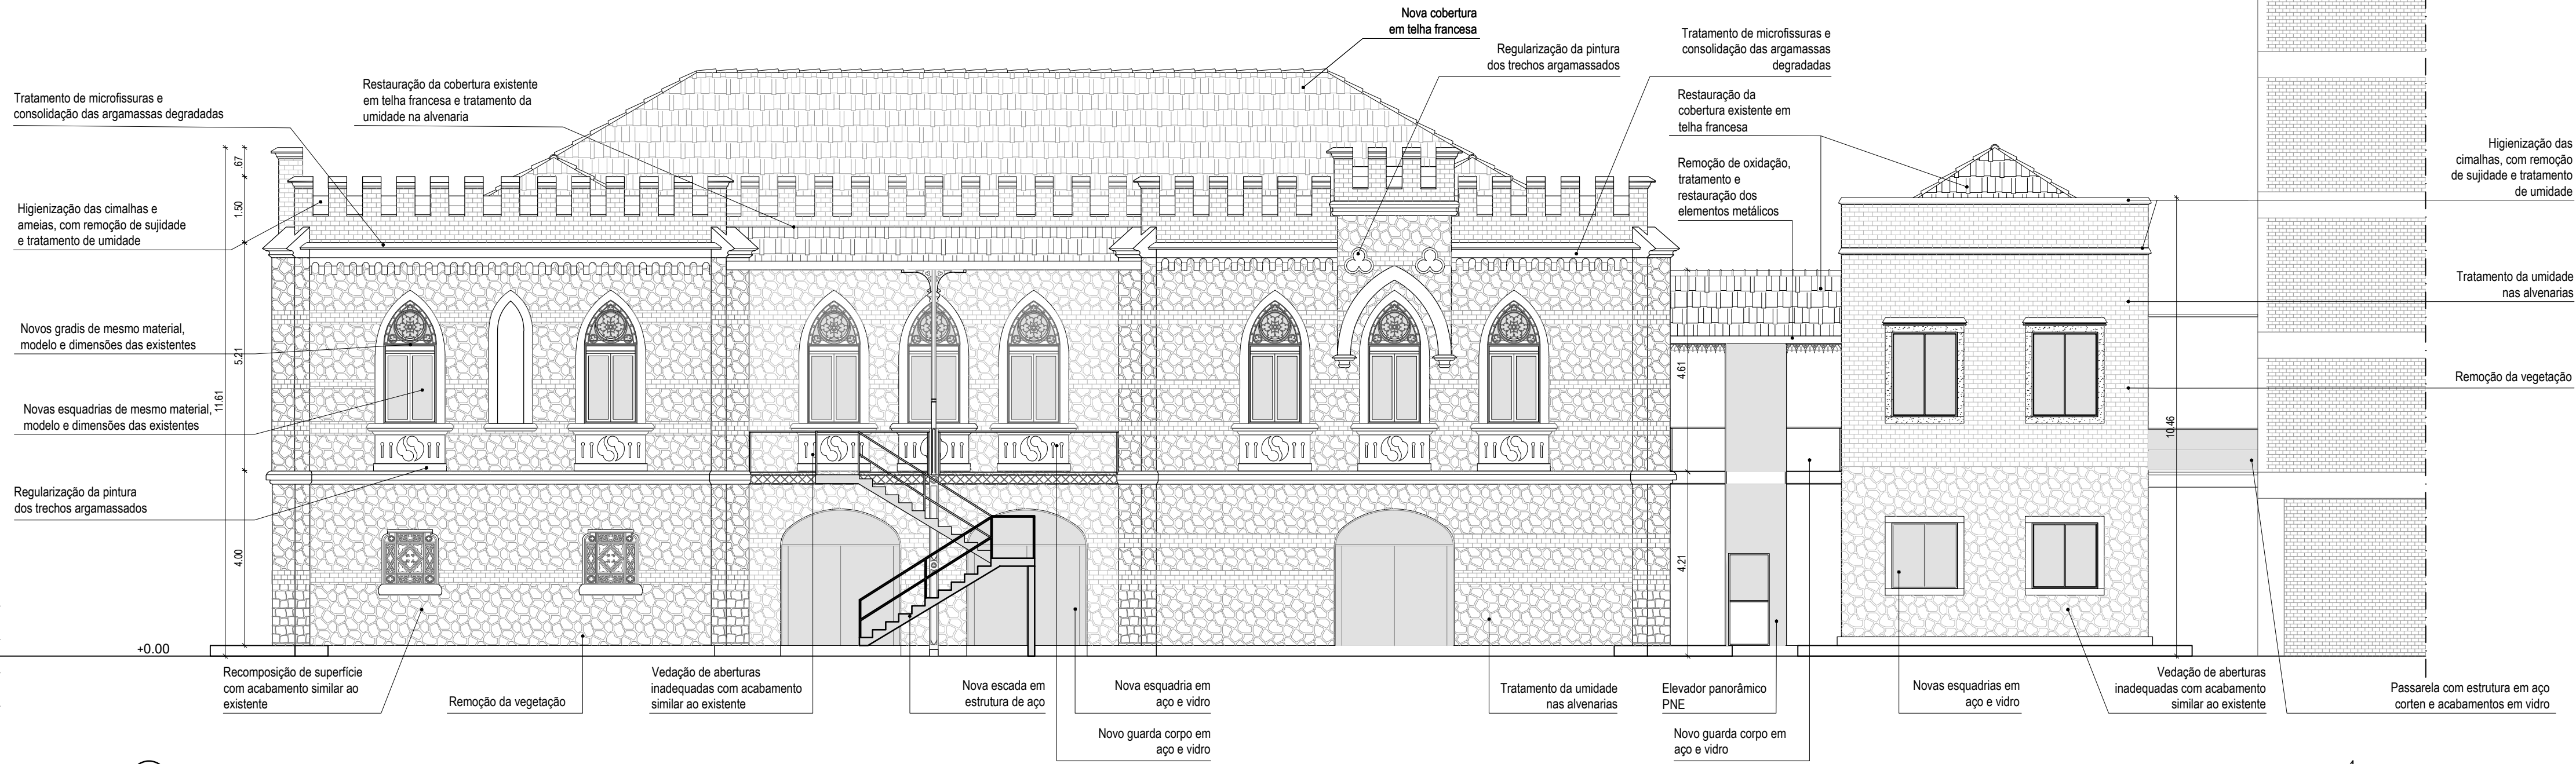 Nova cobertura
em telha francesa
Regularização da pintura
dos trechos argamassados
Tratamento de microfissuras e
consolidação das argamassas
degradadas
Restauração da cobertura existente
em telha francesa e tratamento da
umidade na alvenaria
Tratamento de microfissuras e
consolidação das argamassas degradadas
Restauração da
cobertura existente em
telha francesa
Higienização das
cimalhas, com remoção
de sujidade e tratamento
de umidade
Remoção de oxidação,
tratamento e
restauração dos
elementos metálicos
Higienização das cimalhas e
ameias, com remoção de sujidade
e tratamento de umidade
.67
1.50
5.21
4.00
11.61
Tratamento da umidade
nas alvenarias
Novos gradis de mesmo material,
modelo e dimensões das existentes
4.61
4.21
10.46
Remoção da vegetação
Novas esquadrias de mesmo material,
modelo e dimensões das existentes
Regularização da pintura
dos trechos argamassados
+0.00
Recomposição de superfície
com acabamento similar ao
existente
Remoção da vegetação
Vedação de aberturas
inadequadas com acabamento
similar ao existente
Nova escada em
estrutura de aço
Nova esquadria em
aço e vidro
Novo guarda corpo em
aço e vidro
Tratamento da umidade
nas alvenarias
Elevador panorâmico
PNE
Novo guarda corpo em
aço e vidro
Novas esquadrias em
aço e vidro
Vedação de aberturas
inadequadas com acabamento
similar ao existente
Passarela com estrutura em aço
corten e acabamentos em vidro